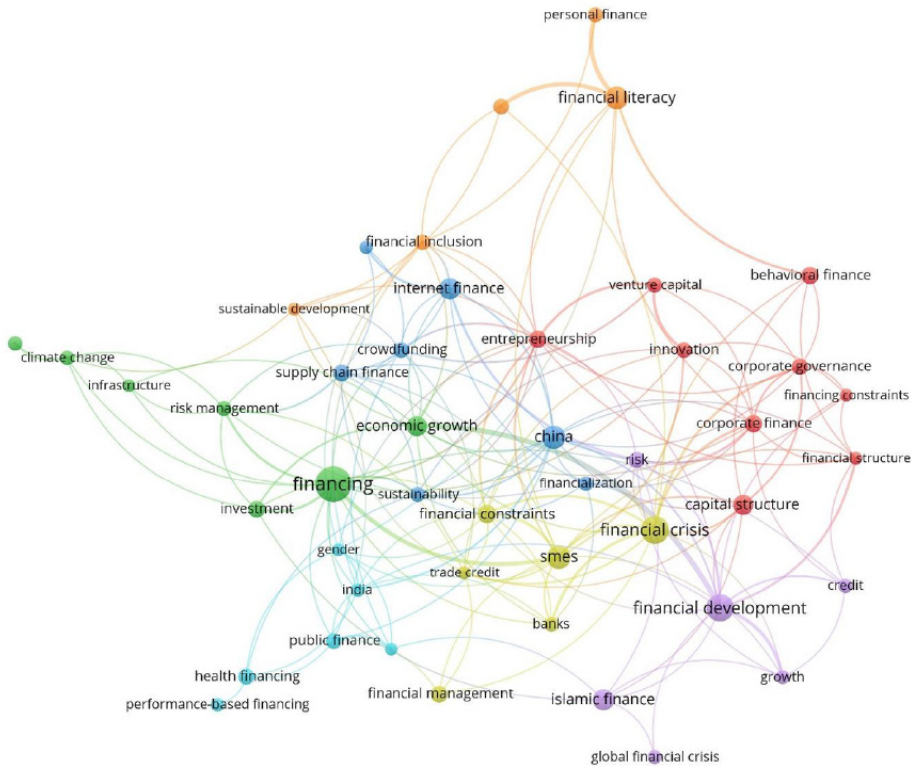 personal finance
financial literacy
financial inclusion
behavioral finance
venture capital
internet finance
sustainable development
entrepreneurship
crowdfunding
innovation
climate change
corporate governance
supply chain finance
infrastructure
financing constraints
risk management
economic growth
corporate finance
china
risk
financial structure
financing
financialization
sustainability
investment
capital structure
financial constraints
financial crisis
gender
smes
trade credit
india
credit
financial development
banks
public finance
health financing
growth
financial management
islamic finance
performance-based financing
global financial crisis